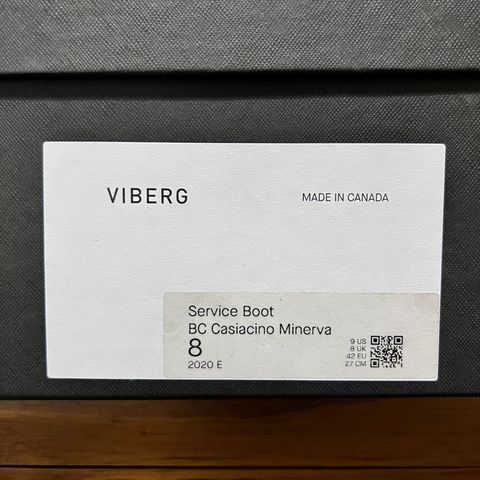 VIBERG
MADE IN CANADA
Service Boot
BC Casiacino Minerva
8
2020 E
9 US
8 UK
42 EU
27 CM